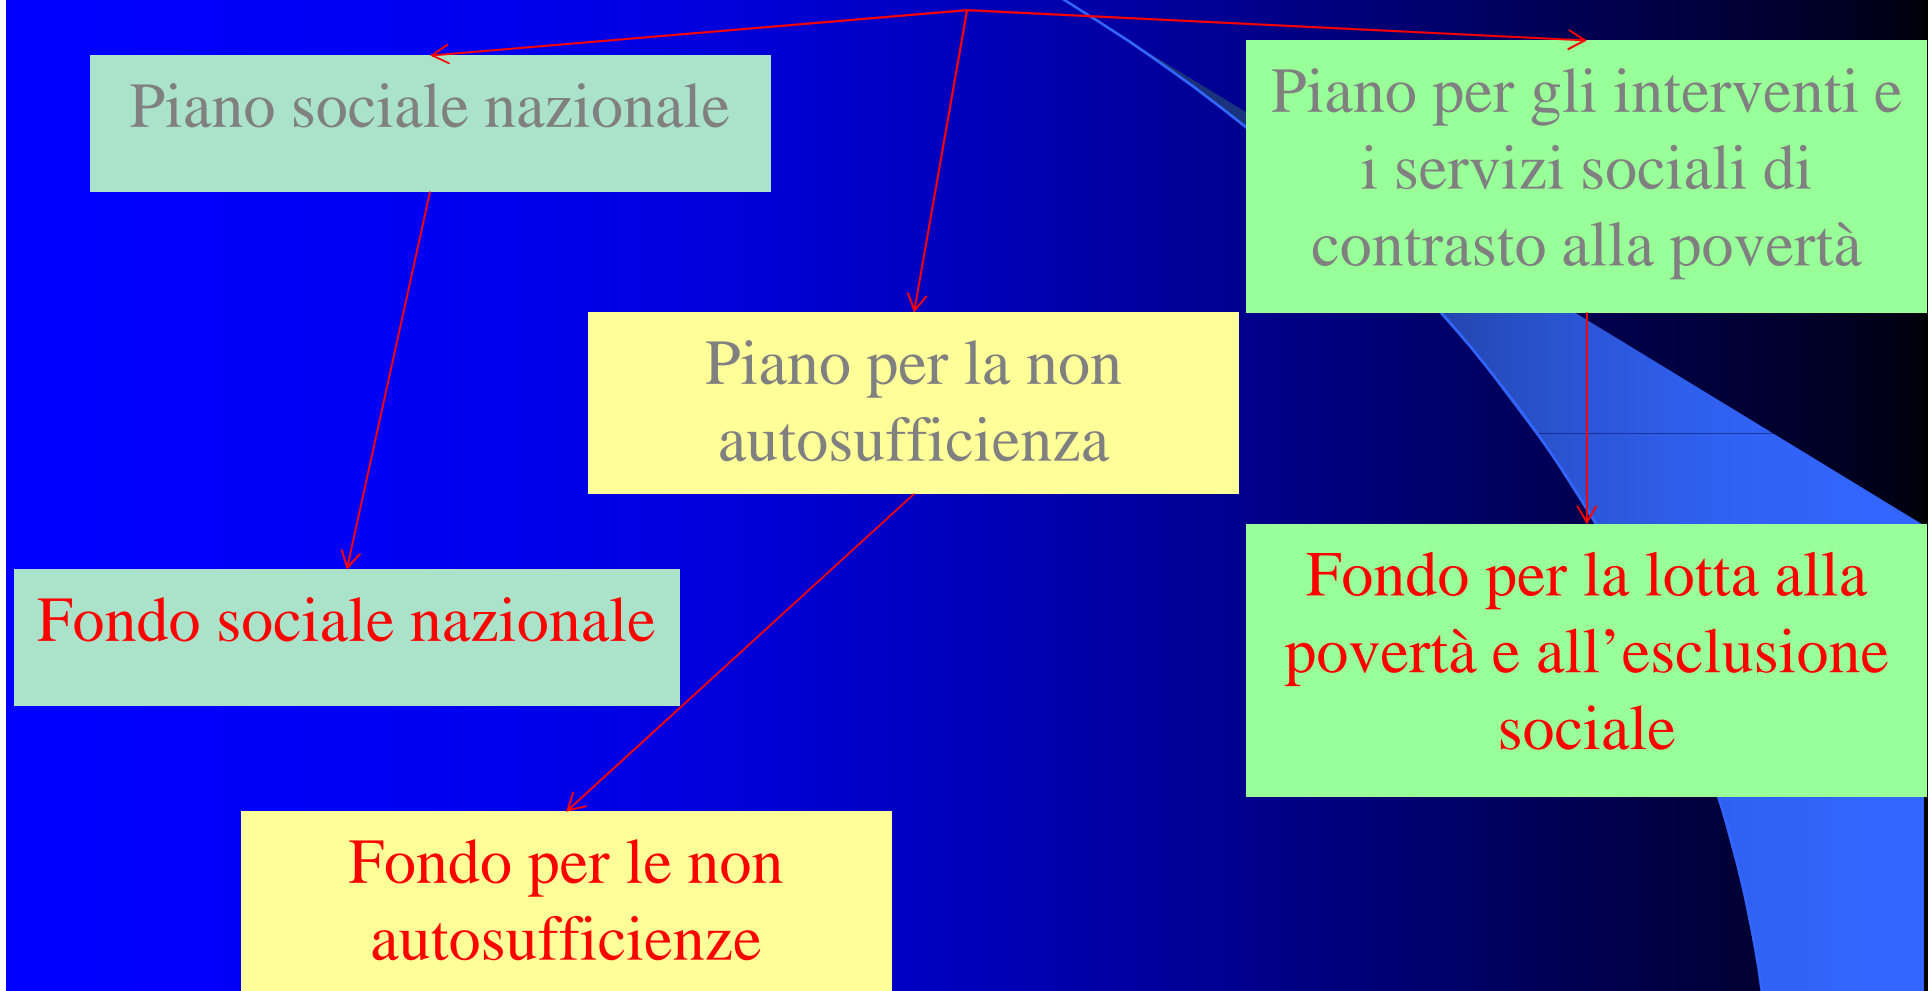 Piano sociale nazionale
Piano per gli interventi e
i servizi sociali di
contrasto alla povertà
Piano per la non
autosufficienza
Fondo sociale nazionale
Fondo per la lotta alla
povertà e all’esclusione
sociale
Fondo per le non
autosufficienze